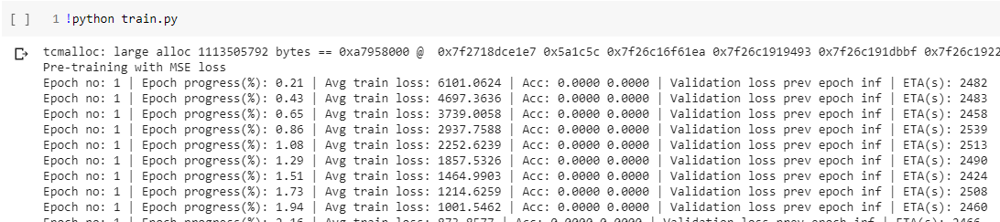 [ ] 1 !python train.py
tcmalloc: large alloc 1113505792 bytes == 0xa7958000 @ 0x7f2718dce1e7 0x5a1c5c 0x7f26c16f61ea 0x7f26c1919493 0x7f26c191dbbf 0x7f26c1922
Pre-training with MSE loss
Epoch no: 1 | Epoch progress(%): 0.21 | Avg train loss: 6101.0624 | Acc: 0.0000 0.0000 | Validation loss prev epoch inf | ETA(s): 2482
Epoch no: 1 | Epoch progress(%): 0.43 | Avg train loss: 4697.3636 | Acc: 0.0000 0.0000 | Validation loss prev epoch inf | ETA(s): 2483
Epoch no: 1 | Epoch progress(%): 0.65 | Avg train loss: 3739.0058 | Acc: 0.0000 0.0000 | Validation loss prev epoch inf | ETA(s): 2458
Epoch no: 1 | Epoch progress(%): 0.86 | Avg train loss: 2937.7588 | Acc: 0.0000 0.0000 | Validation loss prev epoch inf | ETA(s): 2539
Epoch no: 1 | Epoch progress(%): 1.08 | Avg train loss: 2252.6239 | Acc: 0.0000 0.0000 | Validation loss prev epoch inf | ETA(s): 2513
Epoch no: 1 | Epoch progress(%): 1.29 | Avg train loss: 1857.5326 | Acc: 0.0000 0.0000 | Validation loss prev epoch inf | ETA(s): 2490
Epoch no: 1 | Epoch progress(%): 1.51 | Avg train loss: 1464.9903 | Acc: 0.0000 0.0000 | Validation loss prev epoch inf | ETA(s): 2424
Epoch no: 1 | Epoch progress(%): 1.73 | Avg train loss: 1214.6259 | Acc: 0.0000 0.0000 | Validation loss prev epoch inf | ETA(s): 2508
Epoch no: 1 | Epoch progress(%): 1.94 | Avg train loss: 1001.5462 | Acc: 0.0000 0.0000 | Validation loss prev epoch inf | ETA(s): 2460
Epoch no: 1 | Epoch progress(%): 2.16 | Avg train loss: | Acc: 0.0000 0.0000 | Validation loss prev epoch inf | ETA(s):